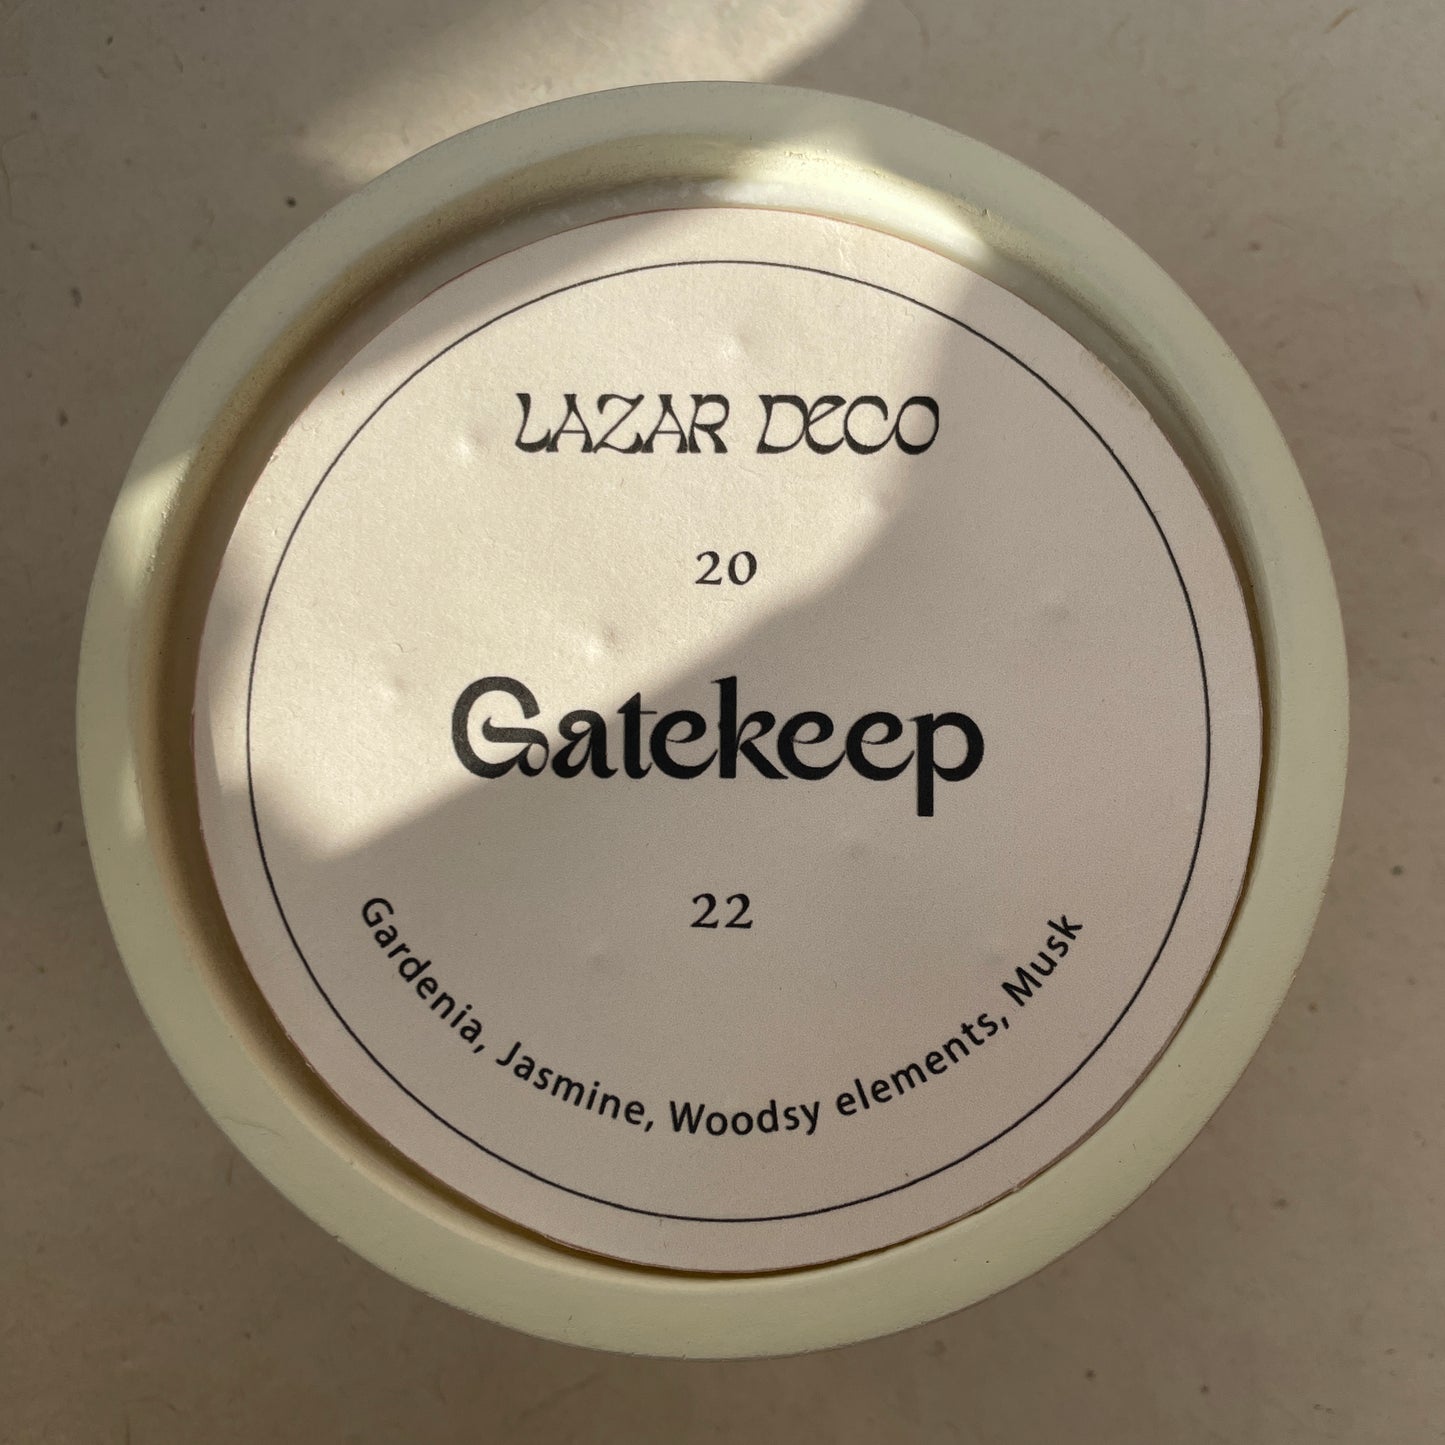 LAZAR DECO
20
Gatekeep
22
Gardenia, Jasmine, Woodsy elements, Musk